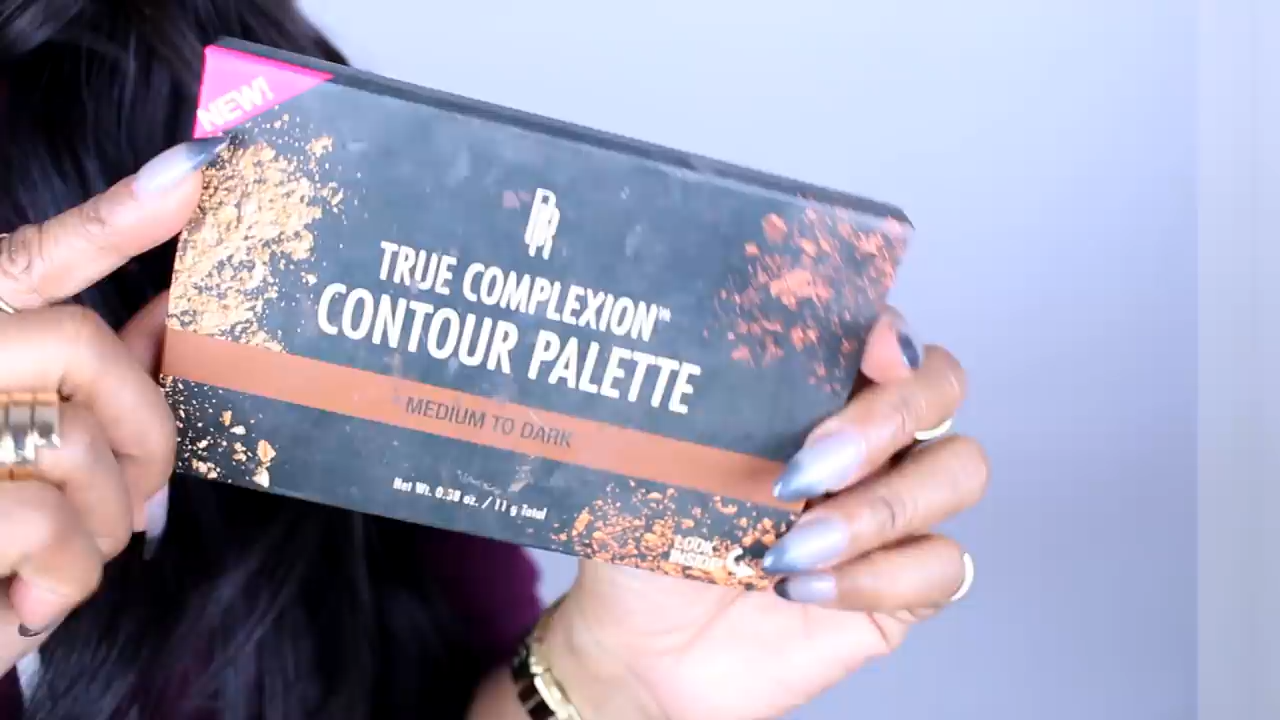 NEW!
TRUE COMPLEXION™
CONTOUR PALETTE
MEDIUM TO DARK
Net Wt. 0.38 oz. / 11 g Total
LOOK
INSIDE!